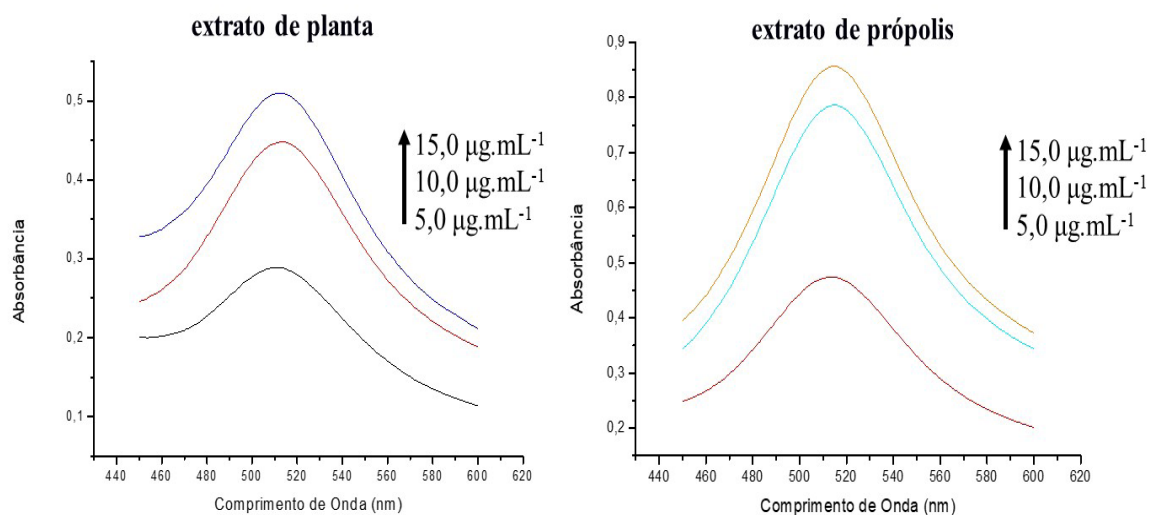 extrato de planta
0,5
0,4
0,3
0,2
0,1
Absorbância
15,0 µg.mL-1
10,0 µg.mL-1
5,0 µg.mL-1
440 460 480 500 520 540 560 580 600 620
Comprimento de Onda (nm)
extrato de própolis
0,9
0,8
0,7
0,6
0,5
0,4
0,3
0,2
Absorbância
15,0 µg.mL-1
10,0 µg.mL-1
5,0 µg.mL-1
440 460 480 500 520 540 560 580 600 620
Comprimento de Onda (nm)